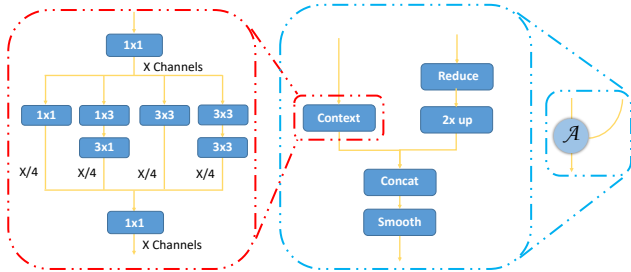 1x1
X Channels
1x1
1x3
3x3
3x3
3x1
3x3
X/4
X/4
X/4
X/4
1x1
X Channels
Context
Reduce
2x up
Concat
Smooth
𝒜